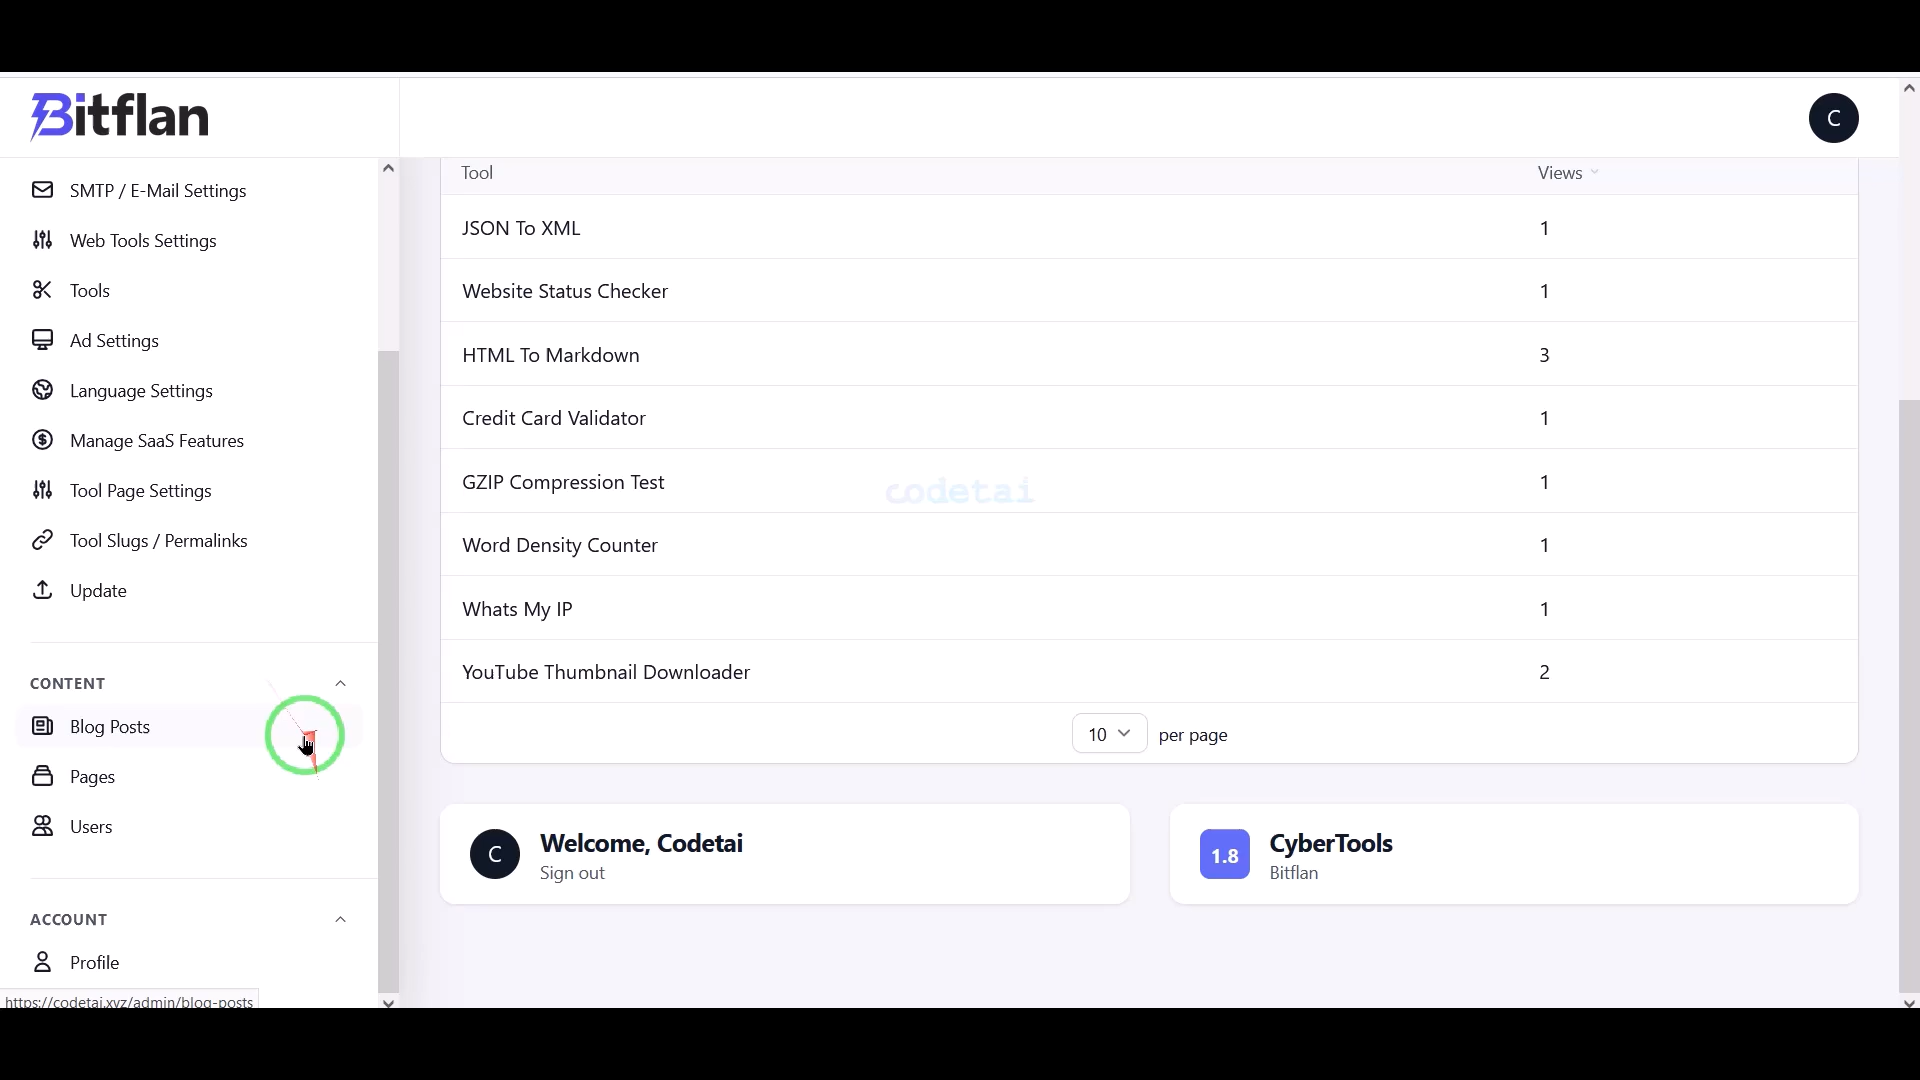 Bitflan
C
SMTP / E-Mail Settings
Web Tools Settings
Tools
Ad Settings
Language Settings
Manage SaaS Features
Tool Page Settings
Tool Slugs / Permalinks
Update
CONTENT
Blog Posts
Pages
Users
ACCOUNT
Profile
https://codetai.xyz/admin/blog-posts
Tool Views
JSON To XML 1
Website Status Checker 1
HTML To Markdown 3
Credit Card Validator 1
GZIP Compression Test 1
codetai
Word Density Counter 1
Whats My IP 1
YouTube Thumbnail Downloader 2
10 per page
C
Welcome, Codetai
Sign out
1.8
CyberTools
Bitflan